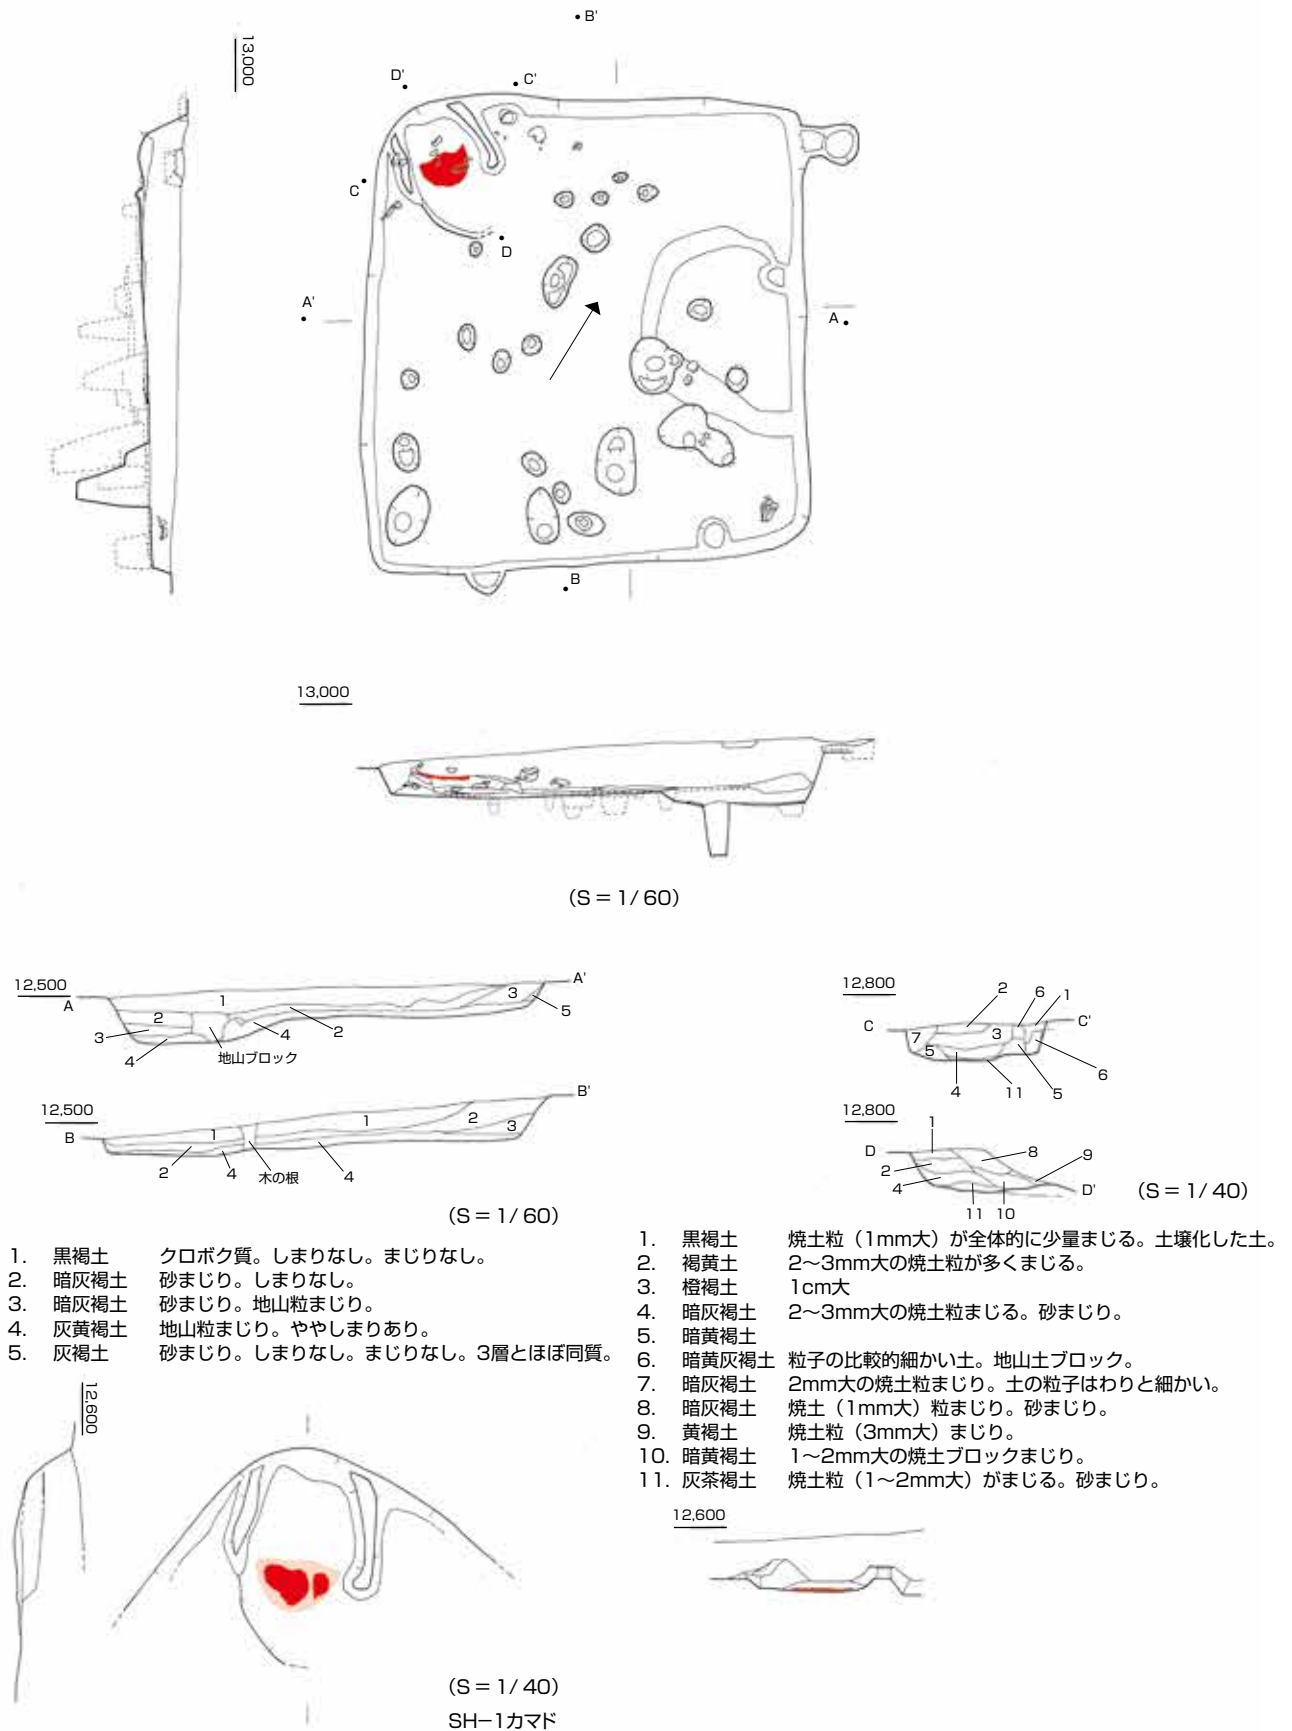 B'
13,000
D'
C'
C
D
A'
A
B
13,000
(S = 1/ 60)
12,500
A
A'
1
2
3
4
地山ブロック
4
2
3
5
12,500
B
B'
1
1
2
3
2
4
木の根
4
(S = 1/ 60)
12,800
C
C'
2
6
1
7
3
5
4
11
5
6
12,800
D
D'
1
2
4
8
9
11
10
(S = 1/ 40)
1. 黒褐土 クロボク質。しまりなし。まじりなし。
2. 暗灰褐土 砂まじり。しまりなし。
3. 暗灰褐土 砂まじり。地山粒まじり。
4. 灰黄褐土 地山粒まじり。ややしまりあり。
5. 灰褐土 砂まじり。しまりなし。まじりなし。3層とほぼ同質。
1. 黒褐土 焼土粒（1mm大）が全体的に少量まじる。土壌化した土。
2. 褐黄土 2〜3mm大の焼土粒が多くまじる。
3. 橙褐土 1cm大
4. 暗灰褐土 2〜3mm大の焼土粒まじる。砂まじり。
5. 暗黄褐土
6. 暗黄灰褐土 粒子の比較的細かい土。地山土ブロック。
7. 暗灰褐土 2mm大の焼土粒まじり。土の粒子はわりと細かい。
8. 暗灰褐土 焼土（1mm大）粒まじり。砂まじり。
9. 黄褐土 焼土粒（3mm大）まじり。
10. 暗黄褐土 1〜2mm大の焼土ブロックまじり。
11. 灰茶褐土 焼土粒（1〜2mm大）がまじる。砂まじり。
12,600
12,600
(S = 1/ 40)
SH−1カマド